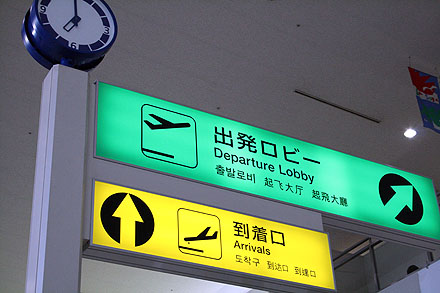 出発ロビー
Departure Lobby
출발로비 起飞大厅 起飛大廳
到着口
Arrivals
도착구 到达口 到達口